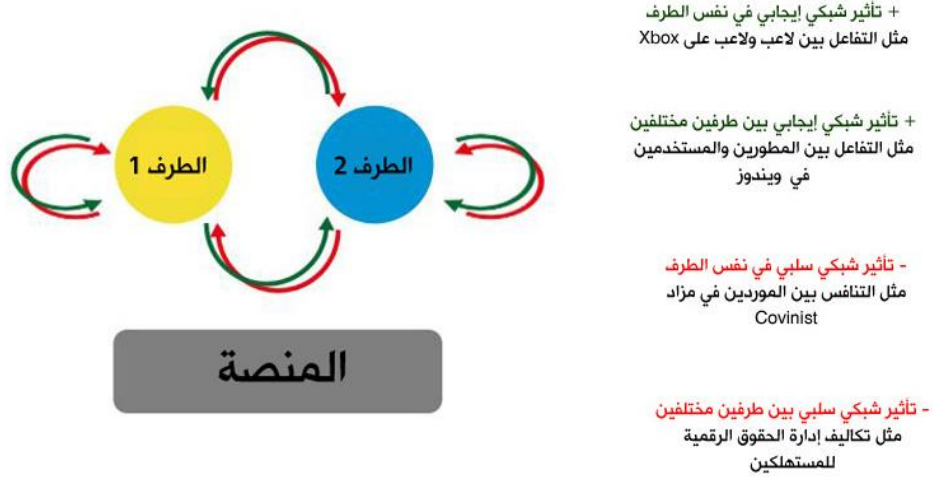 + تأثير شبكي إيجابي في نفس الطرف
مثل التفاعل بين لاعب ولاعب على Xbox
+ تأثير شبكي إيجابي بين طرفين مختلفين
مثل التفاعل بين المطورين والمستخدمين
في ويندوز
- تأثير شبكي سلبي في نفس الطرف
مثل التنافس بين الموردين في مزاد
Covinist
- تأثير شبكي سلبي بين طرفين مختلفين
مثل تكاليف إدارة الحقوق الرقمية
للمستهلكين
الطرف 2
الطرف 1
المنصة